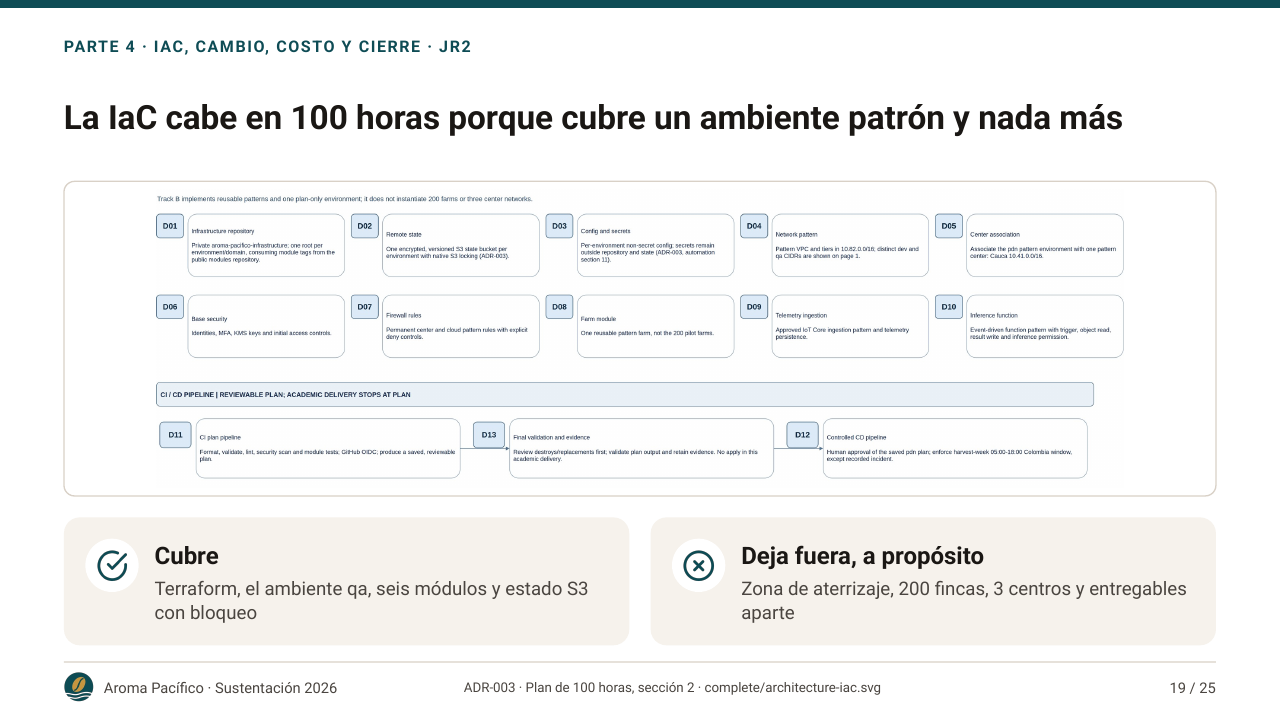 PARTE 4 · IAC, CAMBIO, COSTO Y CIERRE · JR2
La IaC cabe en 100 horas porque cubre un ambiente patrón y nada más
Track B implements reusable patterns and one plan-only environment; it does not instantiate 200 farms or three center networks.
D01
Infrastructure repository
Private aroma-pacifico-infrastructure: one root per
environment/domain, consuming module tags from the
public modules repository.
D02
Remote state
One encrypted, versioned S3 state bucket per
environment with native S3 locking (ADR-003).
D03
Config and secrets
Per-environment non-secret config; secrets remain
outside repository and state (ADR-003, automation
section 11).
D04
Network pattern
Pattern VPC and tiers in 10.82.0.0/16; distinct dev and
qa CIDRs are shown on page 1.
D05
Center association
Associate the pdn pattern environment with one pattern
center: Cauca 10.41.0.0/16.
D06
Base security
Identities, MFA, KMS keys and initial access controls.
D07
Firewall rules
Permanent center and cloud pattern rules with explicit
deny controls.
D08
Farm module
One reusable pattern farm, not the 200 pilot farms.
D09
Telemetry ingestion
Approved IoT Core ingestion pattern and telemetry
persistence.
D10
Inference function
Event-driven function pattern with trigger, object read,
result write and inference permission.
CI / CD PIPELINE | REVIEWABLE PLAN; ACADEMIC DELIVERY STOPS AT PLAN
D11
CI plan pipeline
Format, validate, lint, security scan and module tests; GitHub OIDC; produce a saved, reviewable
plan.
D13
Final validation and evidence
Review destroys/replacements first; validate plan output and retain evidence. No apply in this
academic delivery.
D12
Controlled CD pipeline
Human approval of the saved pdn plan; enforce harvest-week 05:00-18:00 Colombia window,
except recorded incident.
Cubre
Terraform, el ambiente qa, seis módulos y estado S3
con bloqueo
Deja fuera, a propósito
Zona de aterrizaje, 200 fincas, 3 centros y entregables
aparte
Aroma Pacífico · Sustentación 2026
ADR-003 · Plan de 100 horas, sección 2 · complete/architecture-iac.svg
19 / 25